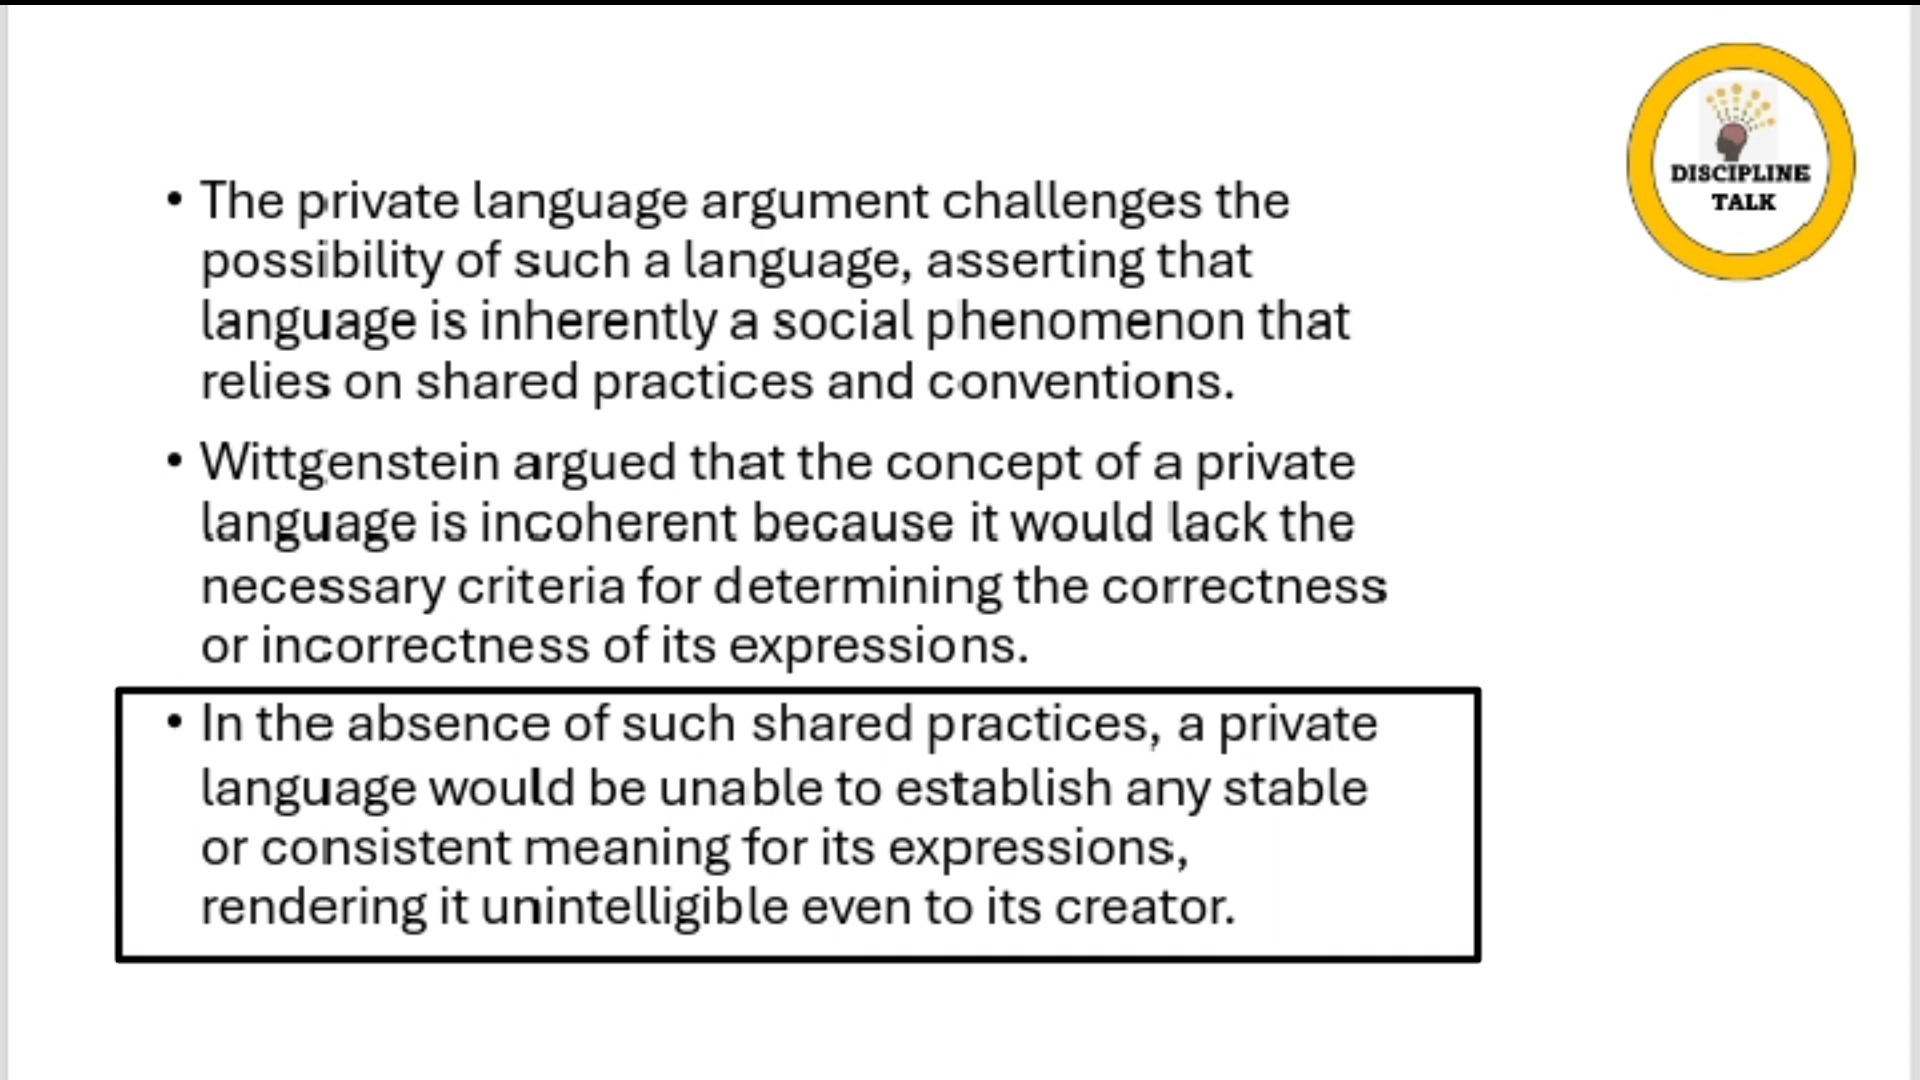 DISCIPLINE
TALK
• The private language argument challenges the
possibility of such a language, asserting that
language is inherently a social phenomenon that
relies on shared practices and conventions.
• Wittgenstein argued that the concept of a private
language is incoherent because it would lack the
necessary criteria for determining the correctness
or incorrectness of its expressions.
• In the absence of such shared practices, a private
language would be unable to establish any stable
or consistent meaning for its expressions,
rendering it unintelligible even to its creator.